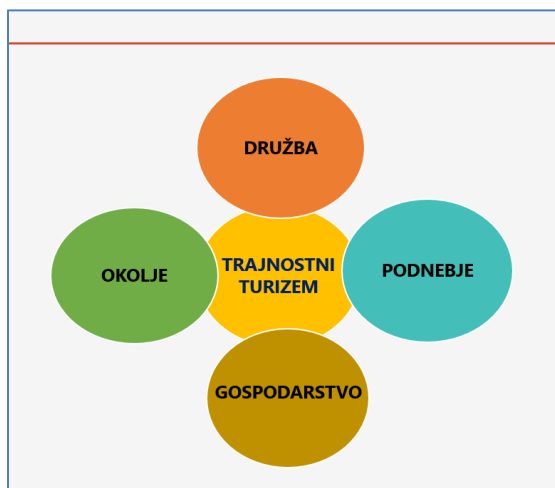 DRUŽBA
OKOLJE
TRAJNOSTNI
TURIZEM
PODNEBJE
GOSPODARSTVO